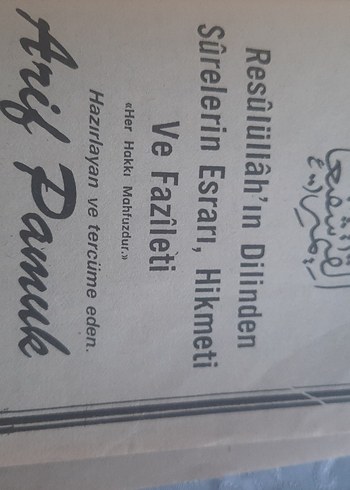 Resûlüllâh'ın Dilinden
Sûrelerin Esrarı, Hikmeti
Ve Fazîleti
«Her Hakkı Mahfuzdur.»
Hazırlayan ve tercüme eden.
Arif Pamuk